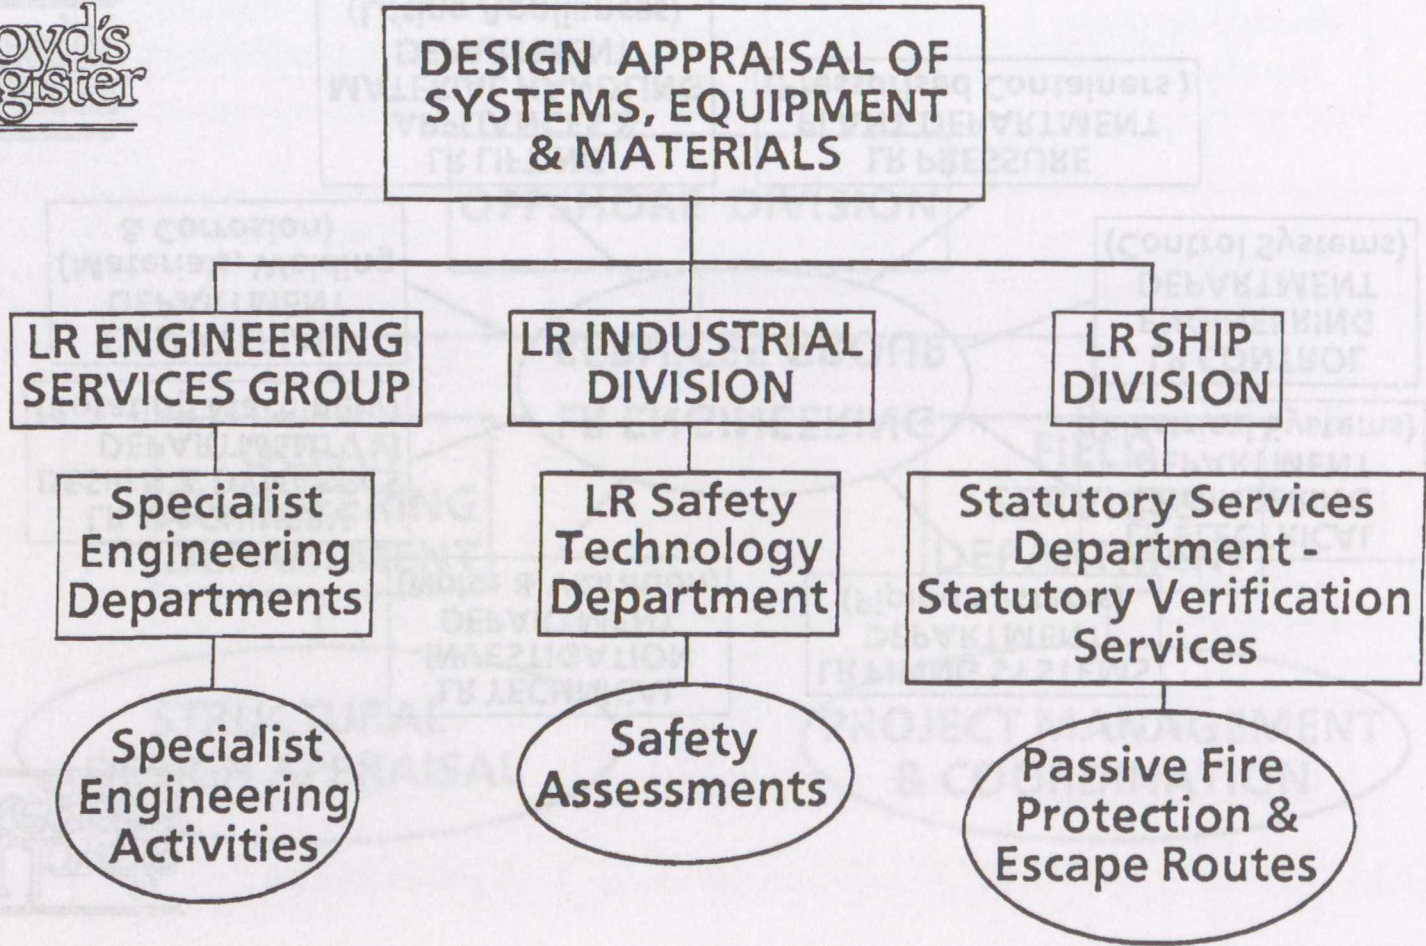 oyd's
gister
DESIGN APPRAISAL OF
SYSTEMS, EQUIPMENT
& MATERIALS
LR ENGINEERING
SERVICES GROUP
LR INDUSTRIAL
DIVISION
LR SHIP
DIVISION
Specialist
Engineering
Departments
LR Safety
Technology
Department
Statutory Services
Department -
Statutory Verification
Services
Specialist
Engineering
Activities
Safety
Assessments
Passive Fire
Protection &
Escape Routes